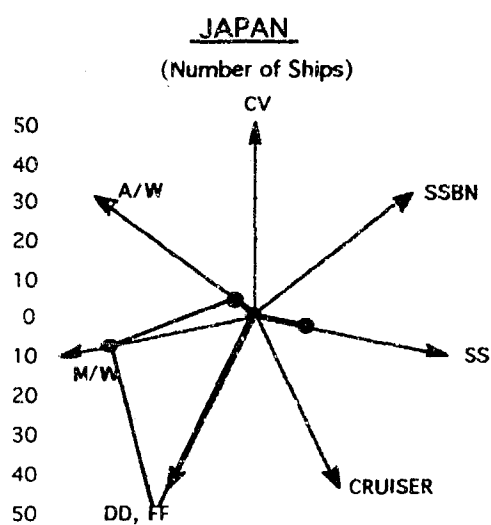 JAPAN
(Number of Ships)
CV
50
40
30
20
10
0
10
20
30
40
50
A/W
SSBN
SS
M/W
CRUISER
DD, FF